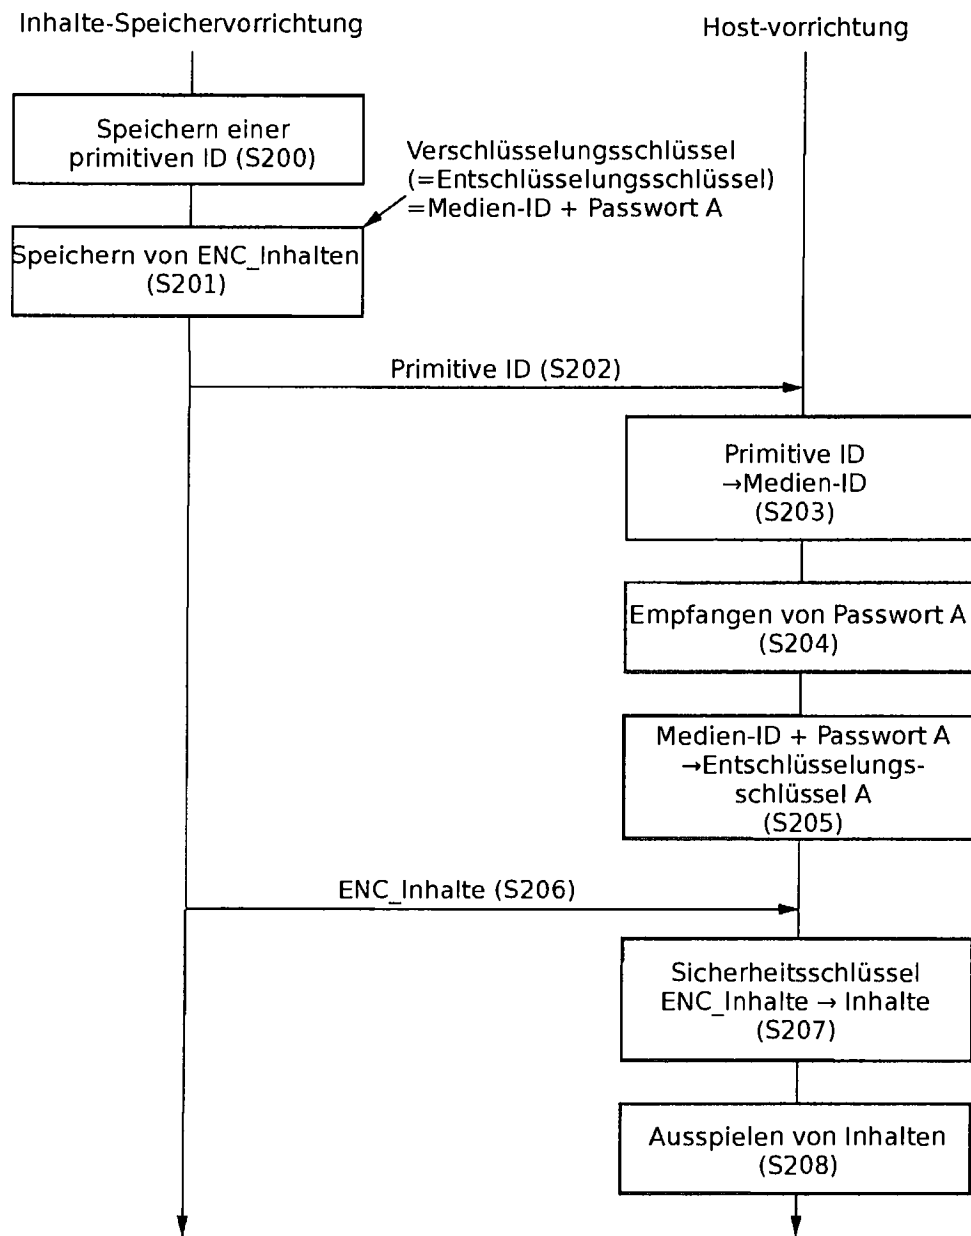 Inhalte-Speichervorrichtung
Host-vorrichtung
Speichern einer
primitiven ID (S200)
Verschlüsselungsschlüssel
(=Entschlüsselungsschlüssel)
=Medien-ID + Passwort A
Speichern von ENC_Inhalten
(S201)
Primitive ID (S202)
Primitive ID
→Medien-ID
(S203)
Empfangen von Passwort A
(S204)
Medien-ID + Passwort A
→Entschlüsselungs-
schlüssel A
(S205)
ENC_Inhalte (S206)
Sicherheitsschlüssel
ENC_Inhalte → Inhalte
(S207)
Ausspielen von Inhalten
(S208)